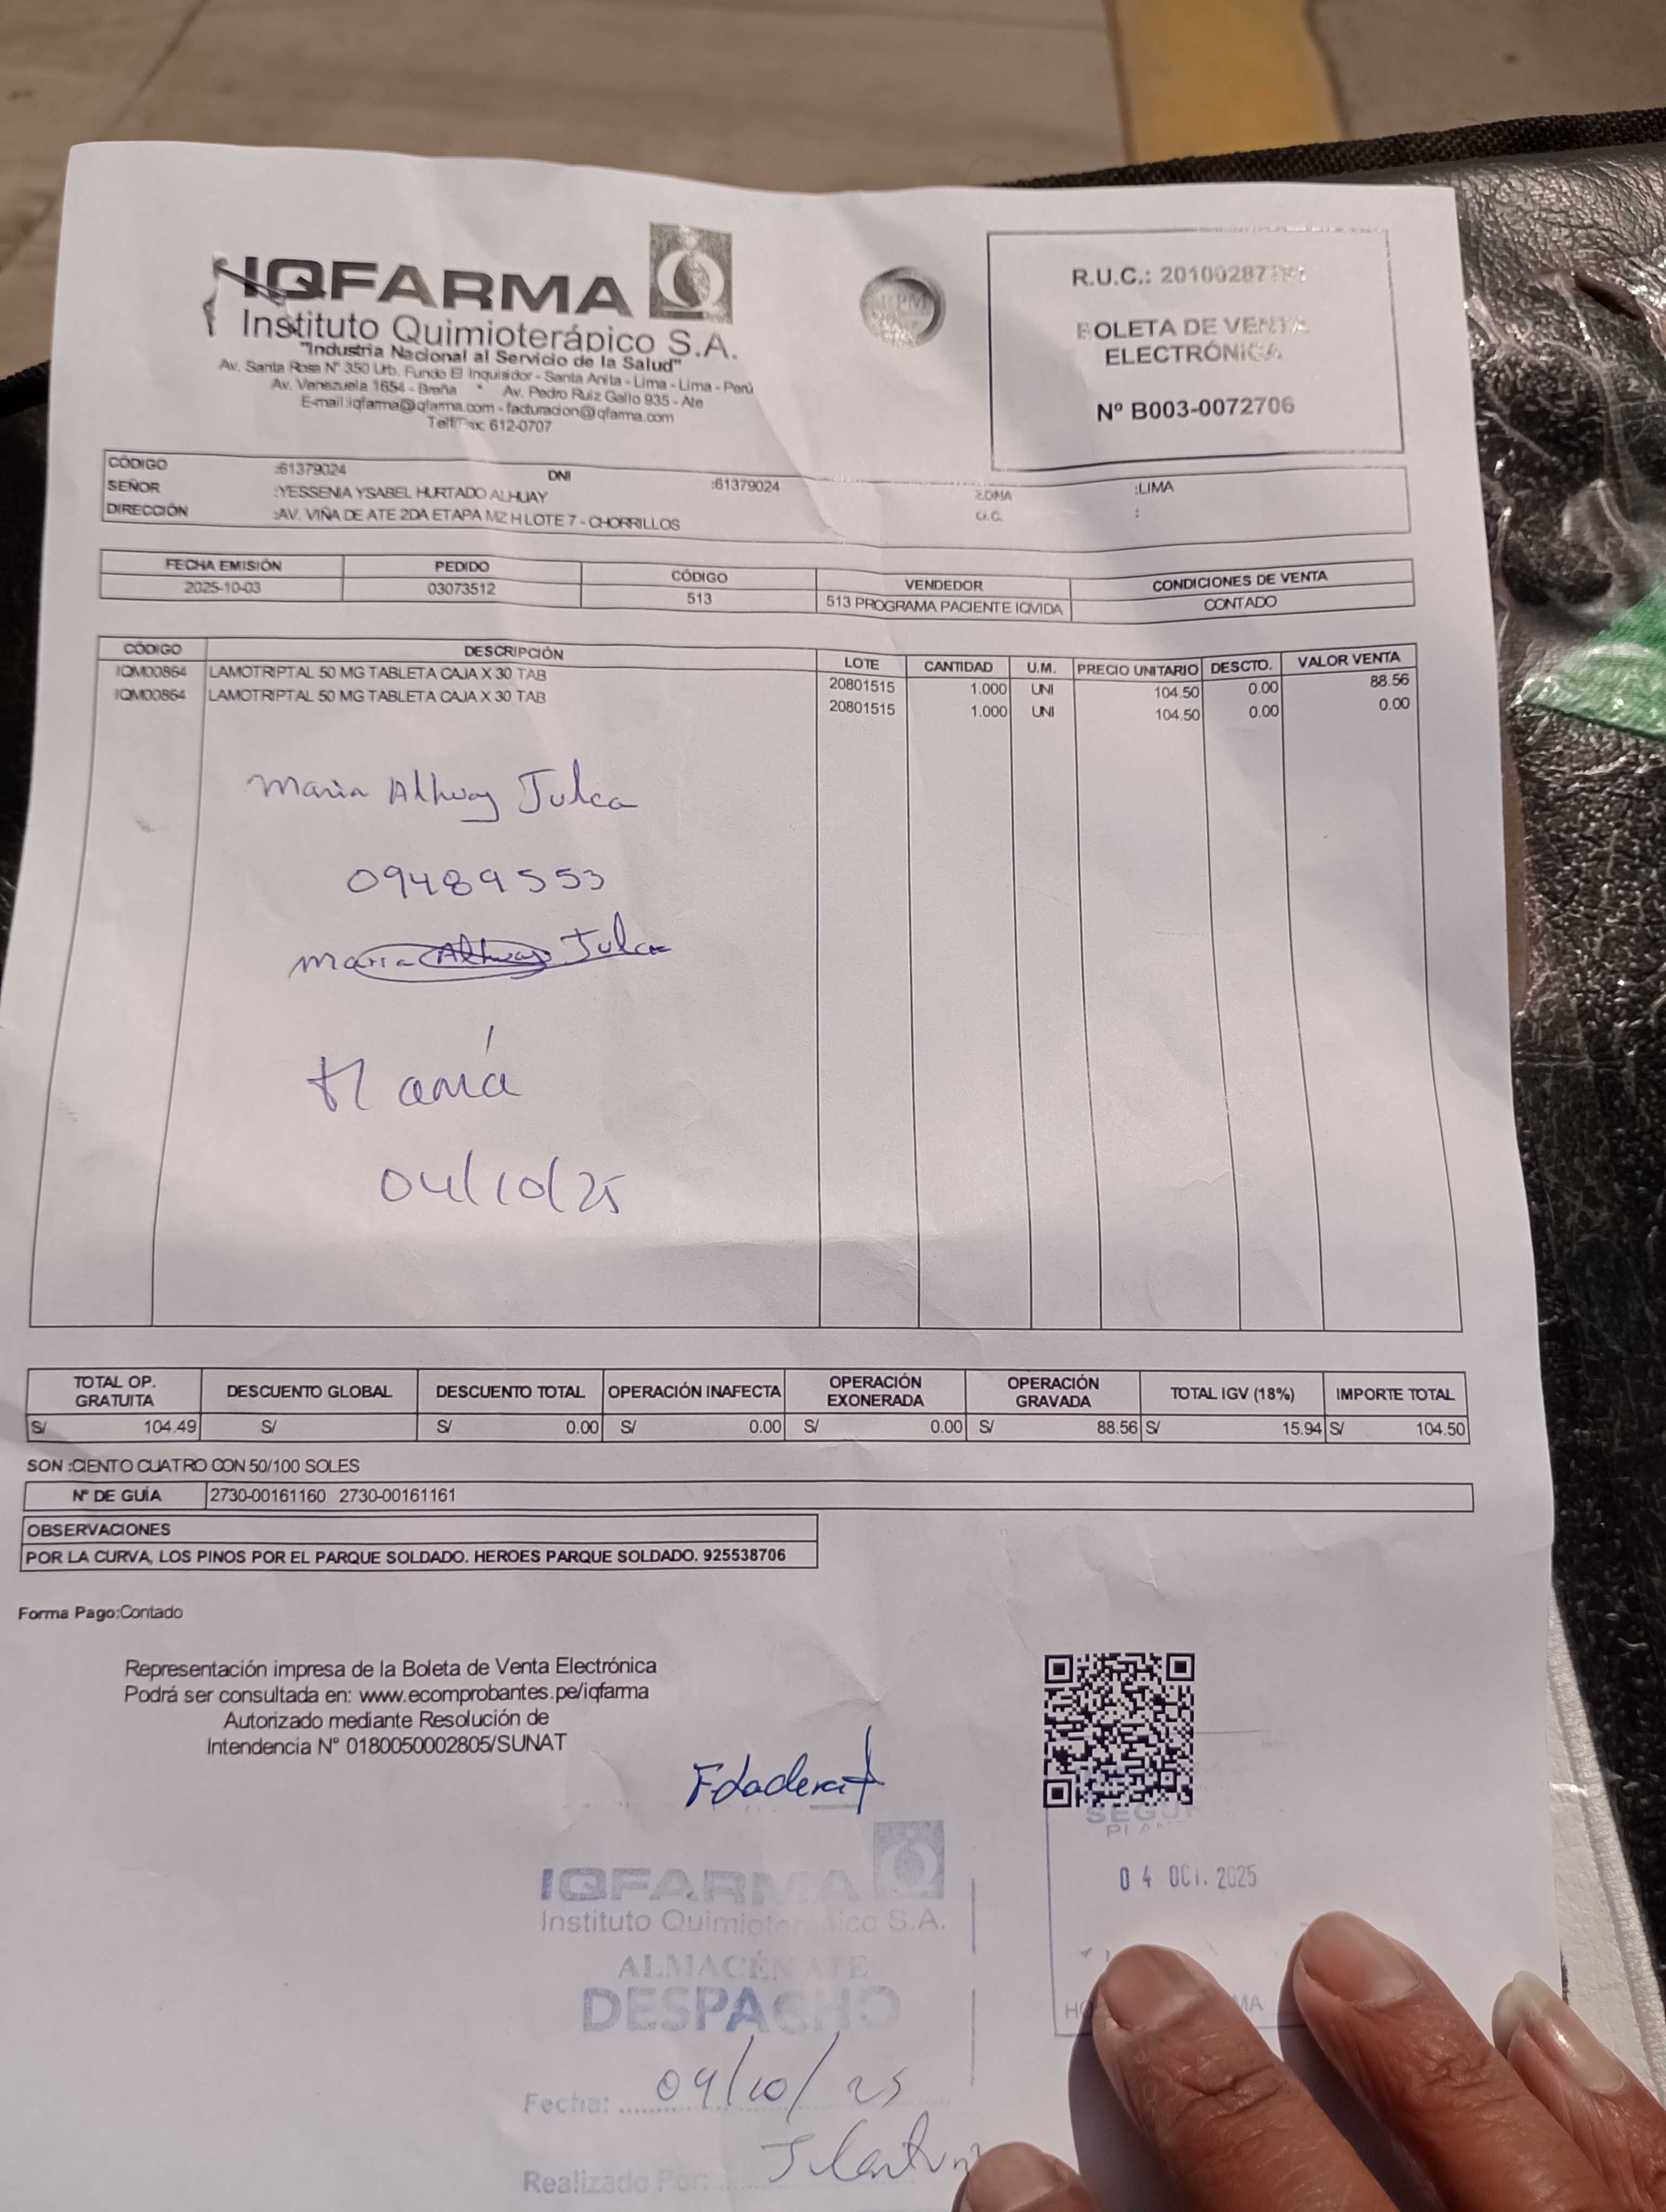 IQFARMA
Instituto Quimioterápico S.A.
"Industria Nacional al Servicio de la Salud"
Av. Santa Rosa Nº 350 Urb. Fundo El Inquisidor - Santa Anita - Lima - Lima - Perú
Av. Venezuela 1654 - Breña * Av. Pedro Ruiz Gallo 935 - Ate
E-mail:iqfarma@iqfarma.com - facturacion@iqfarma.com
Telf/Fax: 612-0707
BPM
R.U.C.: 20100287
BOLETA DE VENTA
ELECTRÓNICA
Nº B003-0072706
CÓDIGO :61379024 DNI :61379024 ZONA :LIMA
SEÑOR :YESSENIA YSABEL HURTADO ALHUAY O.C. :
DIRECCIÓN :AV. VIÑA DE ATE 2DA ETAPA MZ H LOTE 7 - CHORRILLOS
FECHA EMISIÓN PEDIDO CÓDIGO VENDEDOR CONDICIONES DE VENTA
2025-10-03 03073512 513 513 PROGRAMA PACIENTE IQVIDA CONTADO
CÓDIGO DESCRIPCIÓN LOTE CANTIDAD U.M. PRECIO UNITARIO DESCTO. VALOR VENTA
IQM00864 LAMOTRIPTAL 50 MG TABLETA CAJA X 30 TAB 20801515 1.000 UNI 104.50 0.00 88.56
IQM00864 LAMOTRIPTAL 50 MG TABLETA CAJA X 30 TAB 20801515 1.000 UNI 104.50 0.00 0.00
Maria Alhuay Julca
09489553
Maria Alhuay Julca
04/10/25
TOTAL OP. GRATUITA DESCUENTO GLOBAL DESCUENTO TOTAL OPERACIÓN INAFECTA OPERACIÓN EXONERADA OPERACIÓN GRAVADA TOTAL IGV (18%) IMPORTE TOTAL
S/ 104.49 S/ S/ 0.00 S/ 0.00 S/ 0.00 S/ 88.56 S/ 15.94 S/ 104.50
SON :CIENTO CUATRO CON 50/100 SOLES
Nº DE GUÍA 2730-00161160 2730-00161161
OBSERVACIONES
POR LA CURVA, LOS PINOS POR EL PARQUE SOLDADO. HEROES PARQUE SOLDADO. 925538706
Forma Pago:Contado
Representación impresa de la Boleta de Venta Electrónica
Podrá ser consultada en: www.ecomprobantes.pe/iqfarma
Autorizado mediante Resolución de
Intendencia N° 0180050002805/SUNAT
IQFARMA
Instituto Quimioterápico S.A.
ALMACÉN ATE
DESPACHO
Fecha: 04/10/25
Realizado Por:
04 OCT. 2025